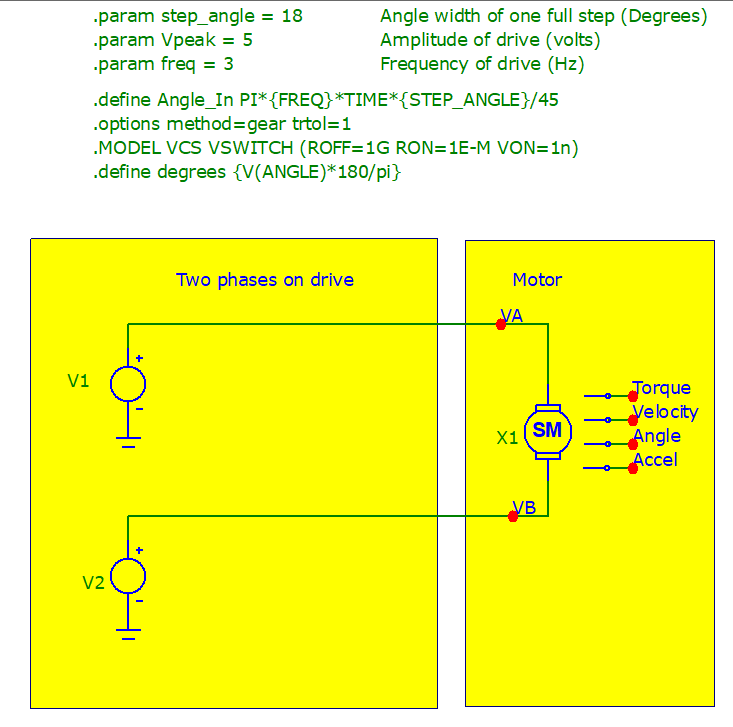 .param step_angle = 18 Angle width of one full step (Degrees)
.param Vpeak = 5 Amplitude of drive (volts)
.param freq = 3 Frequency of drive (Hz)
.define Angle_In PI*{FREQ}*TIME*{STEP_ANGLE}/45
.options method=gear trtol=1
.MODEL VCS VSWITCH (ROFF=1G RON=1E-M VON=1n)
.define degrees {V(ANGLE)*180/pi}
Two phases on drive
Motor
VA
+
V1
-
Torque
Velocity
SM
X1
Angle
Accel
VB
+
V2
-